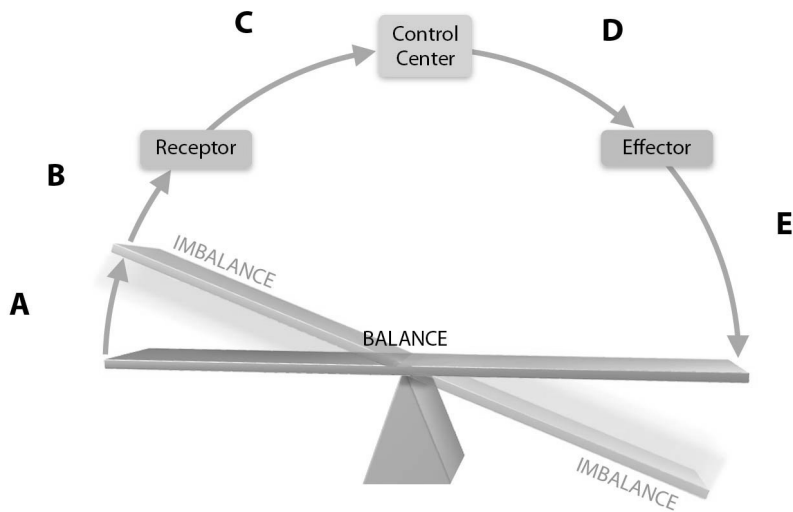 C
Control
Center
D
Receptor
Effector
B
E
IMBALANCE
A
BALANCE
IMBALANCE